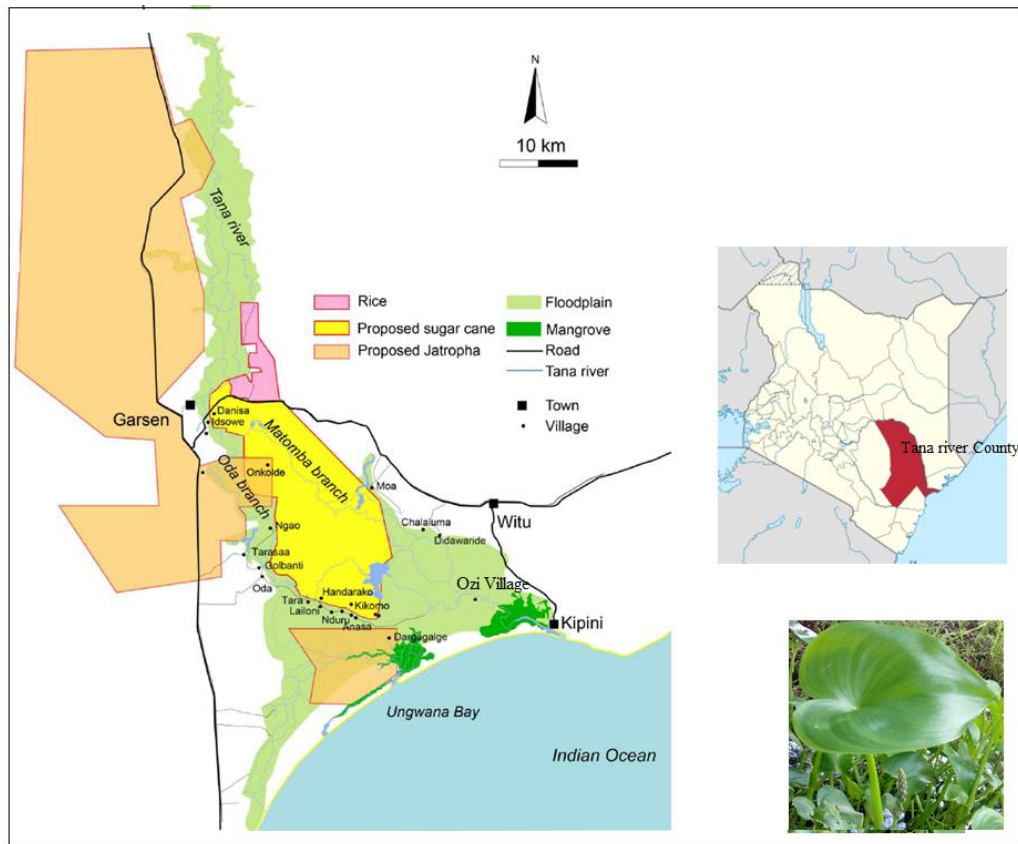 N
10 km
Tana river
Rice
Proposed sugar cane
Proposed Jatropha
Floodplain
Mangrove
Road
Tana river
Town
Village
Garsen
Danisa
Idsowe
Matomba branch
Oda branch
Onkolde
Moa
Ngao
Chalaluma
Didawaride
Witu
Tarasaa
Golbanti
Oda
Ozi Village
Handarako
Tara
Kikomo
Lailoni
Nduru
Anasa
Kipini
Dargagalge
Ungwana Bay
Indian Ocean
Tana river County